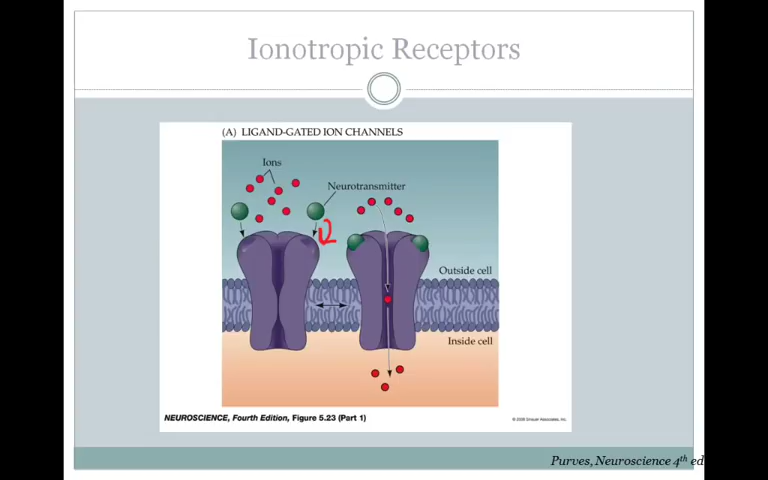 Ionotropic Receptors
(A) LIGAND-GATED ION CHANNELS
Ions
Neurotransmitter
Outside cell
Inside cell
NEUROSCIENCE, Fourth Edition, Figure 5.23 (Part 1)
Purves, Neuroscience 4th ed